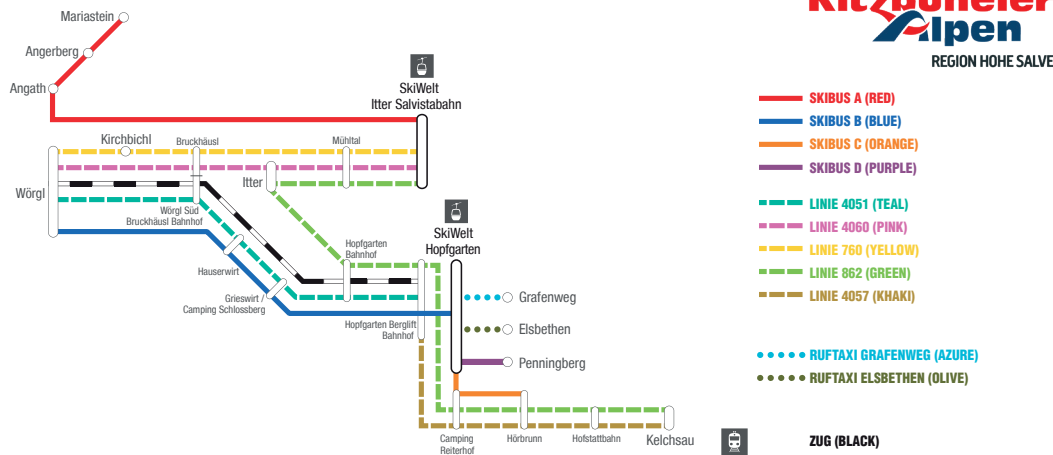 Kitzbüheler
Alpen
REGION HOHE SALVE
Mariastein
Angerberg
Angath
SkiWelt
Itter Salvistabahn
Kirchbichl
Bruckhäusl
Mühltal
Wörgl
Itter
Wörgl Süd
Bruckhäusl Bahnhof
SkiWelt
Hopfgarten
Hopfgarten
Bahnhof
Hauserwirt
Grieswirt /
Camping Schlossberg
Hopfgarten Berglift
Bahnhof
Grafenweg
Elsbethen
Penningberg
Camping
Reiterhof
Hörbrunn
Hofstattbahn
Kelchsau
SKIBUS A (RED)
SKIBUS B (BLUE)
SKIBUS C (ORANGE)
SKIBUS D (PURPLE)
LINIE 4051 (TEAL)
LINIE 4060 (PINK)
LINIE 760 (YELLOW)
LINIE 862 (GREEN)
LINIE 4057 (KHAKI)
RUFTAXI GRAFENWEG (AZURE)
RUFTAXI ELSBETHEN (OLIVE)
ZUG (BLACK)